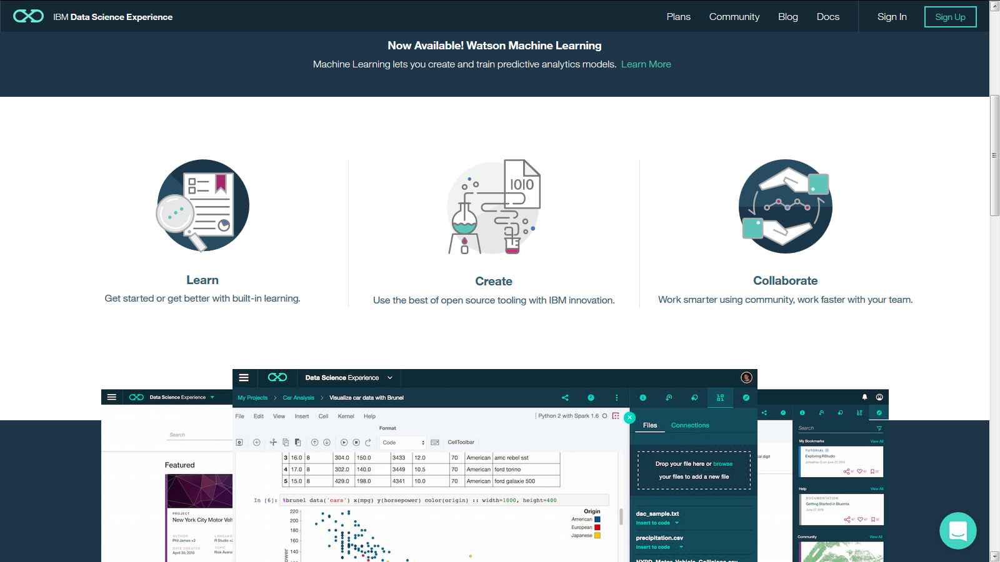 IBM Data Science Experience
Plans Community Blog Docs Sign In Sign Up
Now Available! Watson Machine Learning
Machine Learning lets you create and train predictive analytics models. Learn More
1010
Learn
Get started or get better with built-in learning.
Create
Use the best of open source tooling with IBM innovation.
Collaborate
Work smarter using community, work faster with your team.
Data Science Experience
Search
Featured
PROJECT
New York City Motor Veh
AUTHOR LANGUAG
Phil James +2 R Studio +2
DATE CREATED TOPIC
April 30, 2013 Risk Aversi
Data Science Experience
My Projects > Car Analysis > Visualize car data with Brunel
File Edit View Insert Cell Kernel Help
| Python 2 with Spark 1.6
Format
Code CellToolbar
3 16.0 8 304.0 150.0 3433 12.0 70 American amc rebel sst
4 17.0 8 302.0 140.0 3449 10.5 70 American ford torino
5 15.0 8 429.0 198.0 4341 10.0 70 American ford galaxie 500
In [6]: %brunel data('cars') x(mpg) y(horsepower) color(origin) :: width=1000, height=400
220
200
180
160
140
power
Origin
American
European
Japanese
Files Connections
Drop your file here or browse
your files to add a new file
dac_sample.txt
Insert to code
precipitation.csv
Insert to code
NYPD_Motor_Vehicle_Collisions.csv
cal digit
Search
My Bookmarks View All
TUTORIAL
Exploring RStudio
Johnathan G on June 27, 2014
Help View All
DOCUMENTATION
Getting Started in Bluemix
June 27, 2016
Community View All